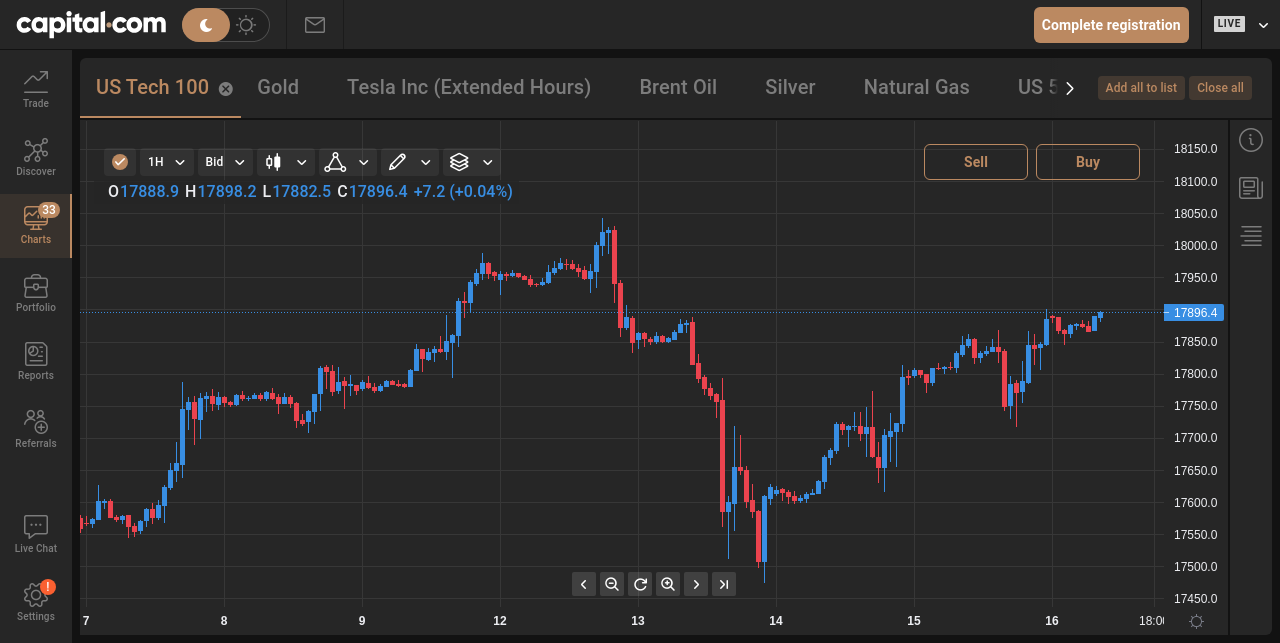 capital.com
Complete registration
LIVE
Trade
Discover
33
Charts
Portfolio
Reports
Referrals
Live Chat
!
Settings
US Tech 100 Gold Tesla Inc (Extended Hours) Brent Oil Silver Natural Gas US 5
Add all to list Close all
1H Bid
Sell Buy
O17888.9 H17898.2 L17882.5 C17896.4 +7.2 (+0.04%)
18150.0
18100.0
18050.0
18000.0
17950.0
17896.4
17850.0
17800.0
17750.0
17700.0
17650.0
17600.0
17550.0
17500.0
17450.0
7 8 9 12 13 14 15 16 18:00